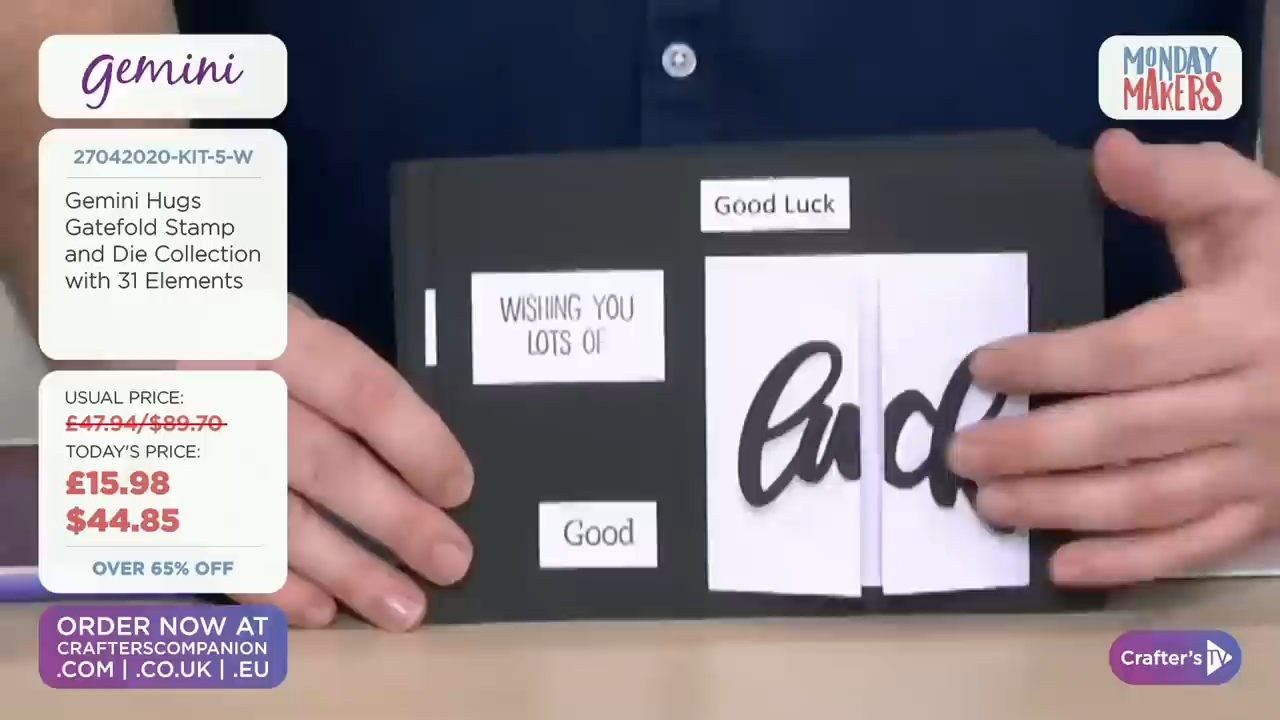 gemini
27042020-KIT-5-W
Gemini Hugs
Gatefold Stamp
and Die Collection
with 31 Elements
USUAL PRICE:
£47.94/$89.70
TODAY'S PRICE:
£15.98
$44.85
OVER 65% OFF
ORDER NOW AT
CRAFTERSCOMPANION
.COM | .CO.UK | .EU
MONDAY
MAKERS
Good Luck
WISHING YOU
LOTS OF
Good
luck
Crafter's TV